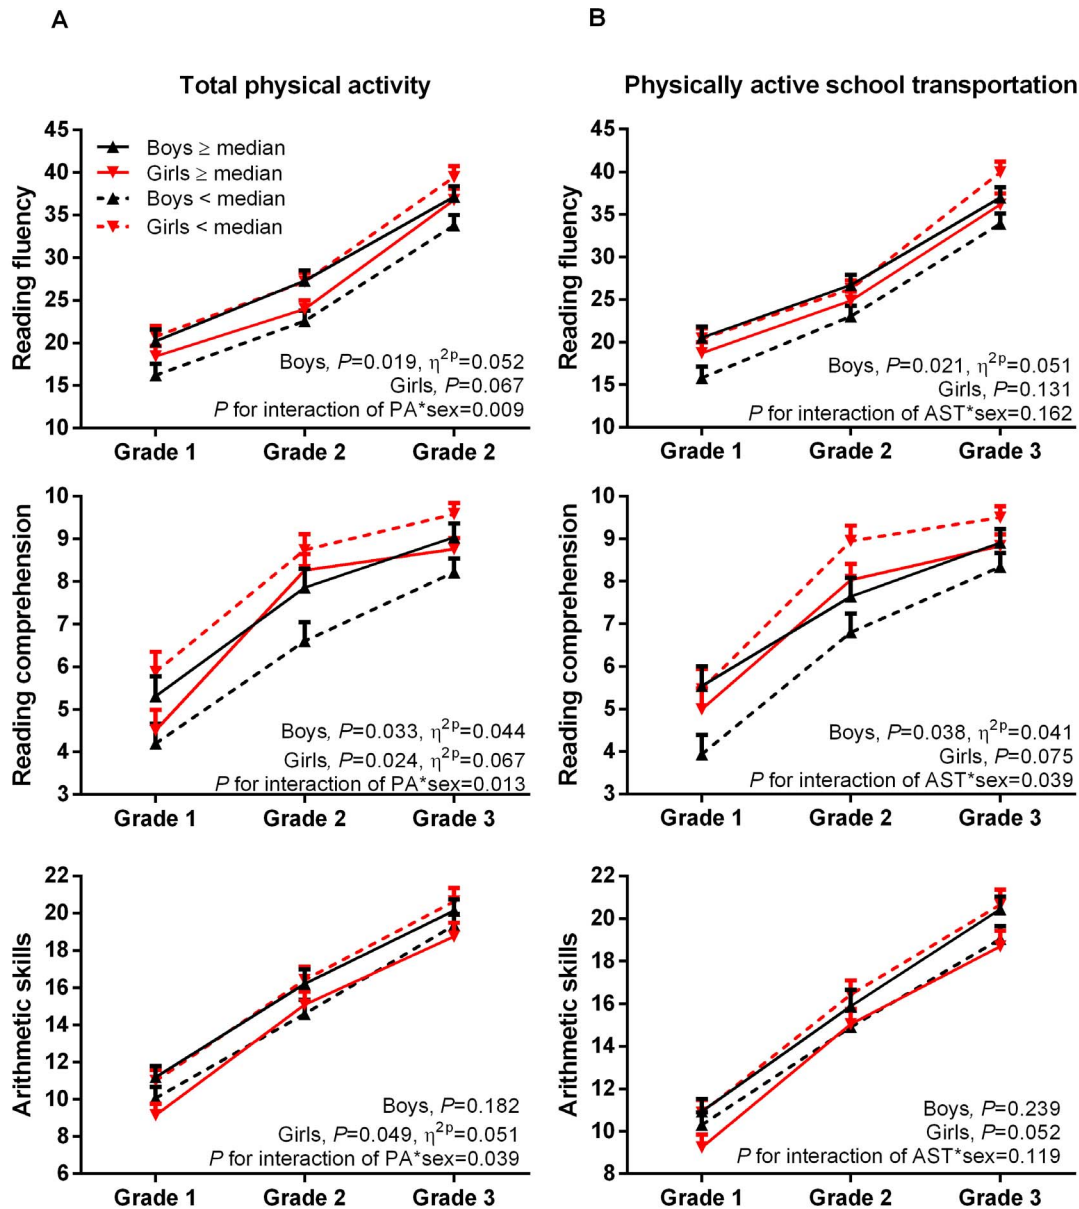 A
B
Total physical activity
Physically active school transportation
Boys ≥ median
Girls ≥ median
Boys < median
Girls < median
Reading fluency
45
40
35
30
25
20
15
10
Boys, P=0.019, η²ᵖ=0.052
Girls, P=0.067
P for interaction of PA*sex=0.009
Grade 1
Grade 2
Grade 2
Reading fluency
45
40
35
30
25
20
15
10
Boys, P=0.021, η²ᵖ=0.051
Girls, P=0.131
P for interaction of AST*sex=0.162
Grade 1
Grade 2
Grade 3
Reading comprehension
10
9
8
7
6
5
4
3
Boys, P=0.033, η²ᵖ=0.044
Girls, P=0.024, η²ᵖ=0.067
P for interaction of PA*sex=0.013
Grade 1
Grade 2
Grade 3
Reading comprehension
10
9
8
7
6
5
4
3
Boys, P=0.038, η²ᵖ=0.041
Girls, P=0.075
P for interaction of AST*sex=0.039
Grade 1
Grade 2
Grade 3
Arithmetic skills
22
20
18
16
14
12
10
8
6
Boys, P=0.182
Girls, P=0.049, η²ᵖ=0.051
P for interaction of PA*sex=0.039
Grade 1
Grade 2
Grade 3
Arithmetic skills
22
20
18
16
14
12
10
8
Boys, P=0.239
Girls, P=0.052
P for interaction of AST*sex=0.119
Grade 1
Grade 2
Grade 3